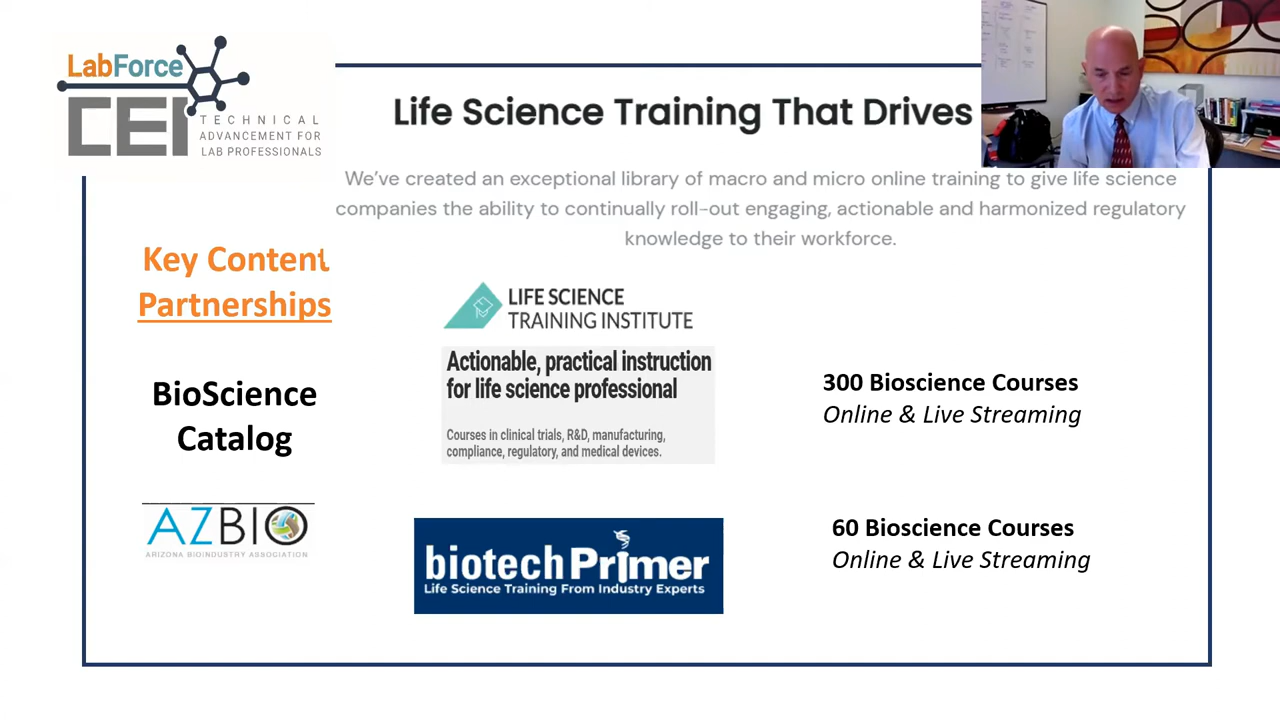 LabForce
CEI
TECHNICAL
ADVANCEMENT FOR
LAB PROFESSIONALS
Life Science Training That Drives
We've created an exceptional library of macro and micro online training to give life science
companies the ability to continually roll-out engaging, actionable and harmonized regulatory
knowledge to their workforce.
Key Content
Partnerships
BioScience
Catalog
AZBIO
ARIZONA BIOINDUSTRY ASSOCIATION
LIFE SCIENCE
TRAINING INSTITUTE
Actionable, practical instruction
for life science professional
Courses in clinical trials, R&D, manufacturing,
compliance, regulatory, and medical devices.
300 Bioscience Courses
Online & Live Streaming
biotech Primer
Life Science Training From Industry Experts
60 Bioscience Courses
Online & Live Streaming